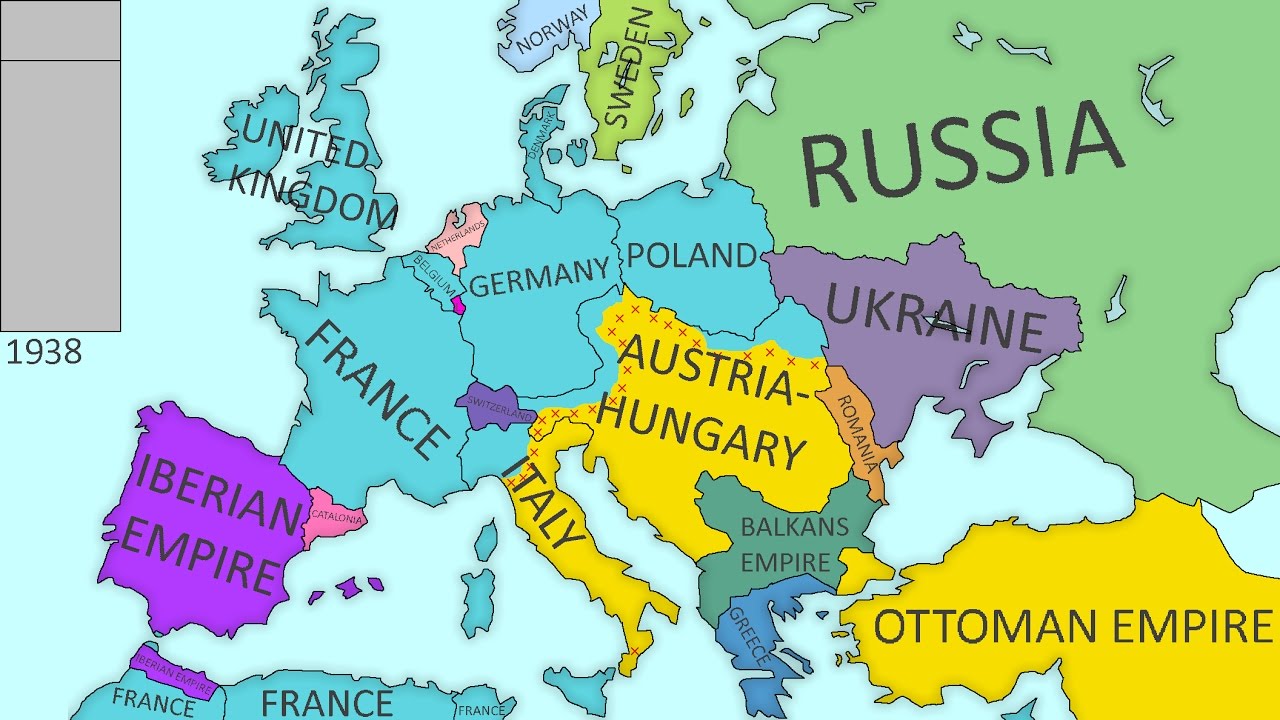 NORWAY
SWEDEN
UNITED
KINGDOM
DENMARK
RUSSIA
NETHERLANDS
BELGIUM
GERMANY
POLAND
UKRAINE
1938
FRANCE
AUSTRIA-
HUNGARY
SWITZERLAND
ROMANIA
ITALY
IBERIAN
EMPIRE
CATALONIA
BALKANS
EMPIRE
GREECE
OTTOMAN EMPIRE
IBERIAN EMPIRE
FRANCE
FRANCE
FRANCE